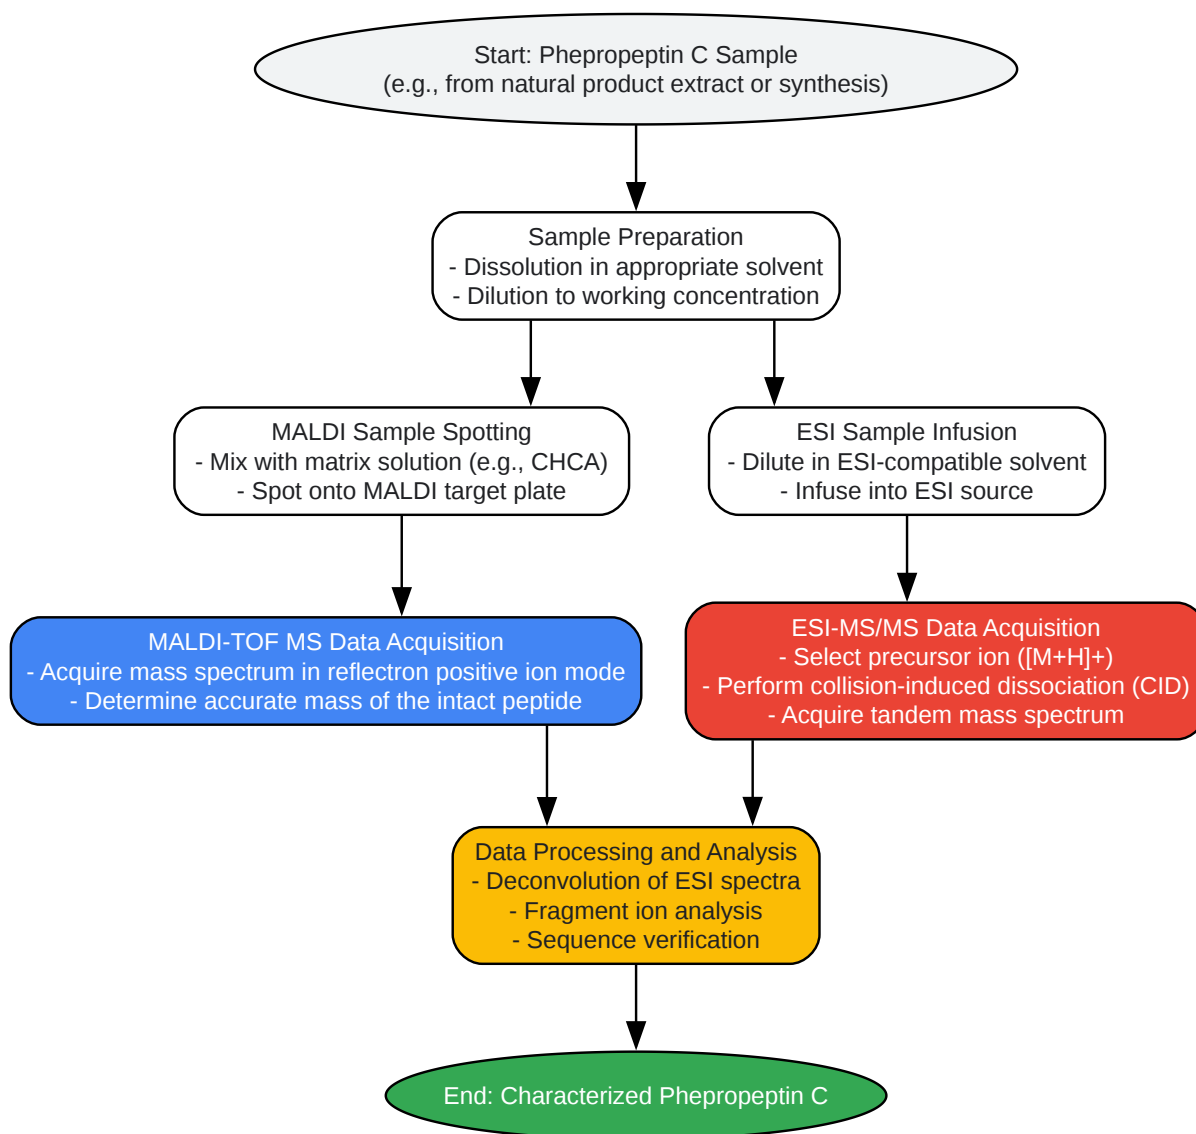 Start: Phepropeptin C Sample
(e.g., from natural product extract or synthesis)
Sample Preparation
- Dissolution in appropriate solvent
- Dilution to working concentration
MALDI Sample Spotting
- Mix with matrix solution (e.g., CHCA)
- Spot onto MALDI target plate
ESI Sample Infusion
- Dilute in ESI-compatible solvent
- Infuse into ESI source
MALDI-TOF MS Data Acquisition
- Acquire mass spectrum in reflectron positive ion mode
- Determine accurate mass of the intact peptide
ESI-MS/MS Data Acquisition
- Select precursor ion ([M+H]+)
- Perform collision-induced dissociation (CID)
- Acquire tandem mass spectrum
Data Processing and Analysis
- Deconvolution of ESI spectra
- Fragment ion analysis
- Sequence verification
End: Characterized Phepropeptin C